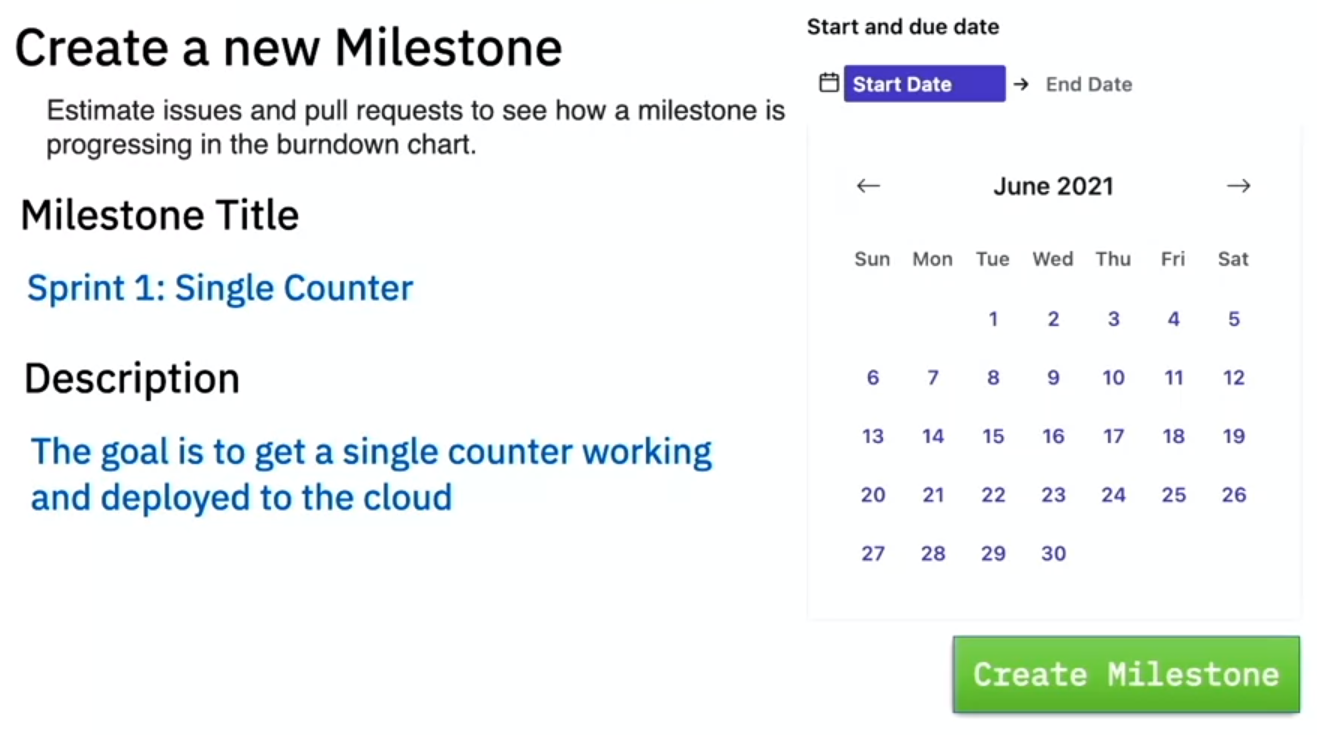 Create a new Milestone
Estimate issues and pull requests to see how a milestone is
progressing in the burndown chart.
Milestone Title
Sprint 1: Single Counter
Description
The goal is to get a single counter working
and deployed to the cloud
Start and due date
Start Date → End Date
← June 2021 →
Sun Mon Tue Wed Thu Fri Sat
1 2 3 4 5
6 7 8 9 10 11 12
13 14 15 16 17 18 19
20 21 22 23 24 25 26
27 28 29 30
Create Milestone